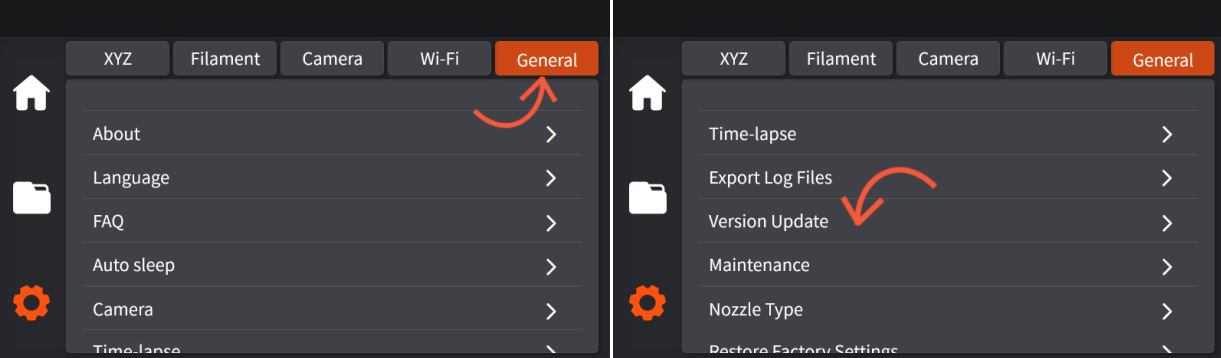 XYZ Filament Camera Wi-Fi General
About
Language
FAQ
Auto sleep
Camera
Time-lapse
XYZ Filament Camera Wi-Fi General
Time-lapse
Export Log Files
Version Update
Maintenance
Nozzle Type
Restore Factory Settings